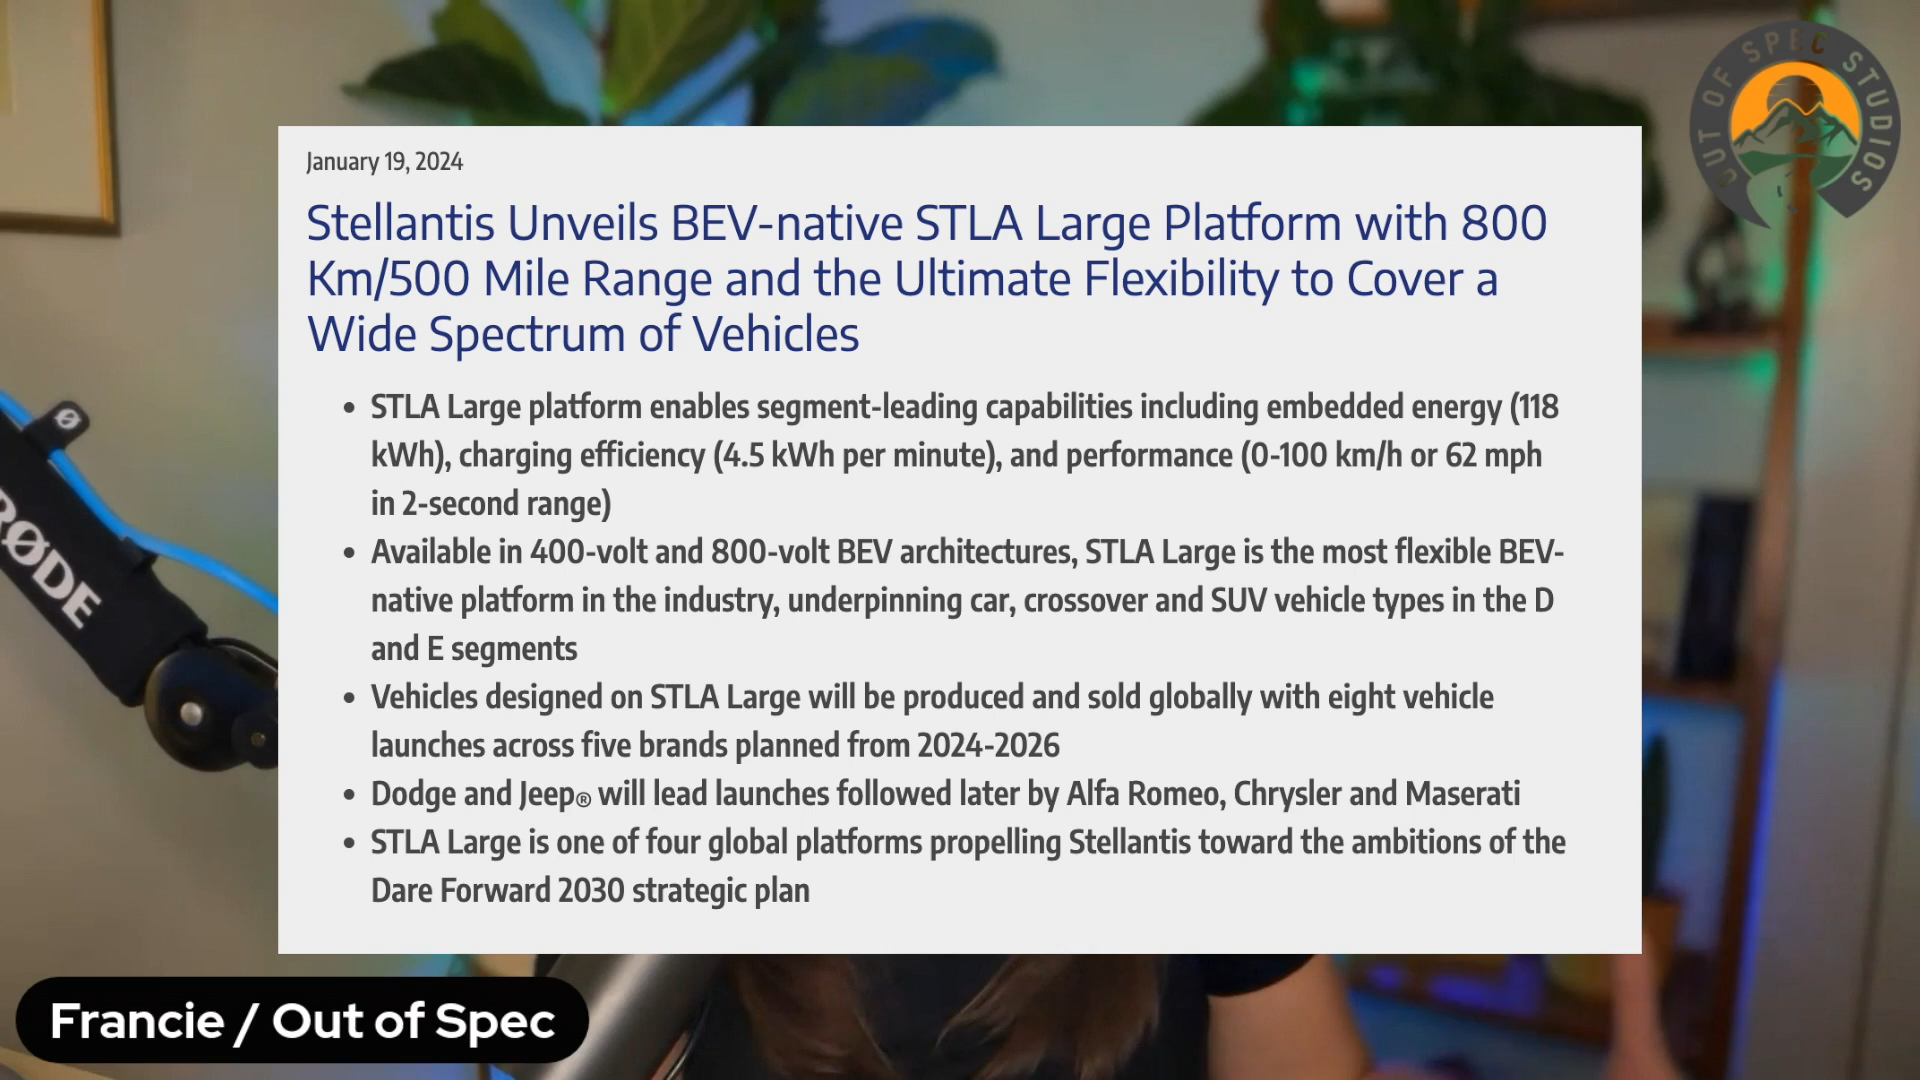 OUT OF SPEC STUDIOS
January 19, 2024
Stellantis Unveils BEV-native STLA Large Platform with 800
Km/500 Mile Range and the Ultimate Flexibility to Cover a
Wide Spectrum of Vehicles
• STLA Large platform enables segment-leading capabilities including embedded energy (118
kWh), charging efficiency (4.5 kWh per minute), and performance (0-100 km/h or 62 mph
in 2-second range)
• Available in 400-volt and 800-volt BEV architectures, STLA Large is the most flexible BEV-
native platform in the industry, underpinning car, crossover and SUV vehicle types in the D
and E segments
• Vehicles designed on STLA Large will be produced and sold globally with eight vehicle
launches across five brands planned from 2024-2026
• Dodge and Jeep® will lead launches followed later by Alfa Romeo, Chrysler and Maserati
• STLA Large is one of four global platforms propelling Stellantis toward the ambitions of the
Dare Forward 2030 strategic plan
RØDE
Francie / Out of Spec